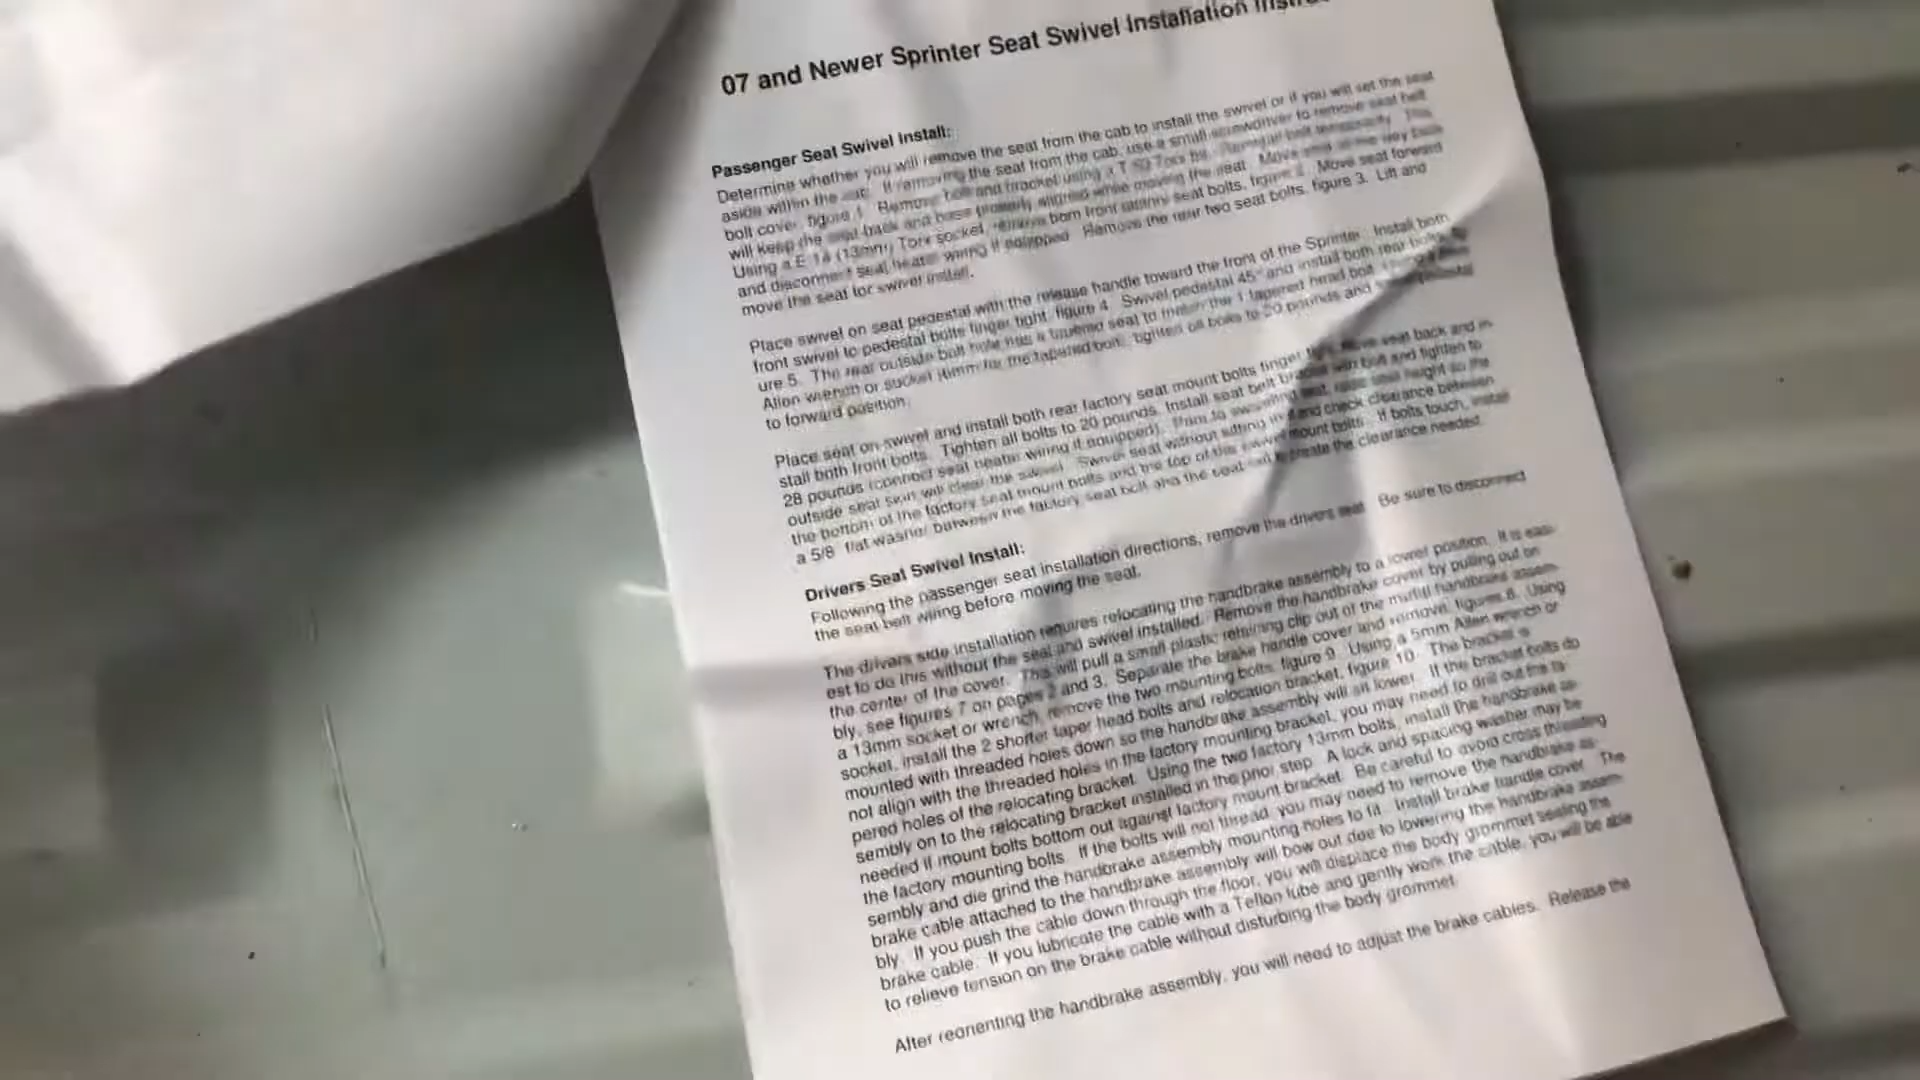 07 and Newer Sprinter Seat Swivel Installation
Passenger Seat Swivel Install:
Determine whether you will remove the seat from the cab to install the swivel or if you will set the seat
aside within the cab. If removing the seat from the cab, use a small screwdriver to remove seat belt
bolt cover, figure 1. Remove bolt and bracket using a T 50 Torx bit.
will keep the seat back and base properly aligned while moving the seat. Move seat
Using a E 14 (13mm) Torx socket, remove both front seat bolts, figure 2. Move seat forward
and disconnect seat heater wiring if equipped. Remove the rear two seat bolts, figure 3. Lift and
move the seat for swivel install.
Place swivel on seat pedestal with the release handle toward the front of the Sprinter. Install both
front swivel to pedestal bolts finger tight, figure 4. Swivel pedestal 45° and install both rear bolts,
ure 5. The rear outside bolt hole has a tapered seat to match the 1 tapered head bolt.
Allen wrench or socket for the tapered bolt, tighten all bolts to 20 pounds and
to forward position.
Place seat on swivel and install both rear factory seat mount bolts finger tight, move seat back and in-
stall both front bolts. Tighten all bolts to 20 pounds. Install seat belt bracket with bolt and tighten to
28 pounds (connect seat heater wiring if equipped). Prior to swiveling seat, raise seat height so the
outside seat skirt will clear the swivel. Swivel seat without sitting in it and check clearance between
the bottom of the factory seat mount bolts and the top of the swivel mount bolts. If bolts touch, install
a 5/8 flat washer between the factory seat bolt and the seat to create the clearance needed.
Drivers Seat Swivel Install:
Following the passenger seat installation directions, remove the drivers seat. Be sure to disconnect
the seat belt wiring before moving the seat.
The drivers side installation requires relocating the handbrake assembly to a lower position. It is easi-
est to do this without the seat and swivel installed. Remove the handbrake cover by pulling out on
the center of the cover. This will pull a small plastic retaining clip out of the handbrake assem-
bly, see figures 7 on pages 2 and 3. Separate the brake handle cover and remove, figures 8. Using
a 13mm socket or wrench, remove the two mounting bolts, figure 9. Using a 5mm Allen wrench or
socket, install the 2 shorter taper head bolts and relocation bracket, figure 10. The bracket is
mounted with threaded holes down so the handbrake assembly will sit lower. If the bracket bolts do
not align with the threaded holes in the factory mounting bracket, you may need to drill out the ta-
pered holes of the relocating bracket. Using the two factory 13mm bolts, install the handbrake as-
sembly on to the relocating bracket installed in the prior step. A lock and spacing washer may be
needed if mount bolts bottom out against factory mount bracket. Be careful to avoid cross threading
the factory mounting bolts. If the bolts will not thread, you may need to remove the handbrake as-
sembly and die grind the handbrake assembly mounting holes to fit. Install brake handle cover. The
brake cable attached to the handbrake assembly will bow out due to lowering the handbrake assem-
bly. If you push the cable down through the floor, you will displace the body grommet sealing the
brake cable. If you lubricate the cable with a Teflon lube and gently work the cable, you will be able
to relieve tension on the brake cable without disturbing the body grommet.
After reorienting the handbrake assembly, you will need to adjust the brake cables. Release the